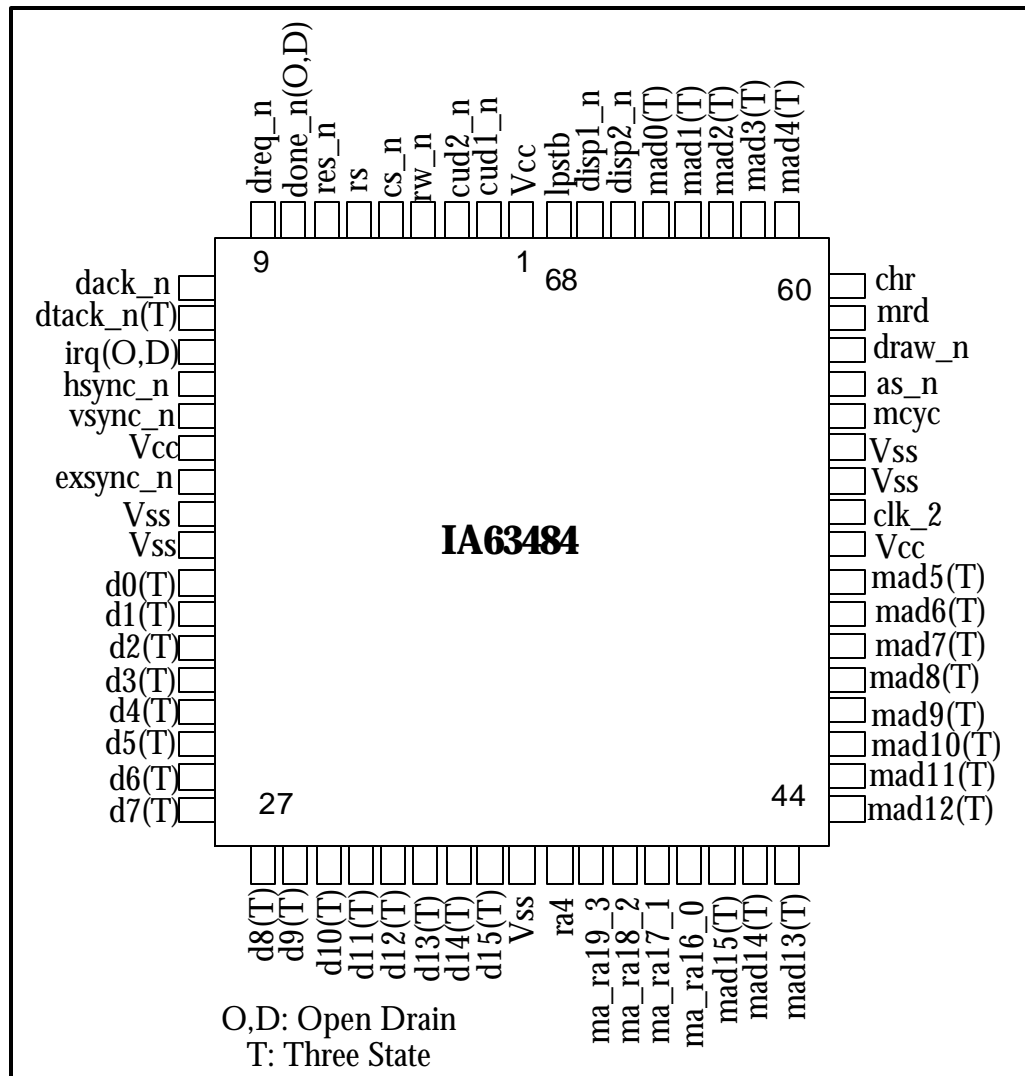 dreq_n
done_n(O,D)
res_n
rs
cs_n
rw_n
cud2_n
cud1_n
Vcc
lpstb
disp1_n
disp2_n
mad0(T)
mad1(T)
mad2(T)
mad3(T)
mad4(T)
9
1
68
60
dack_n
dtack_n(T)
irq(O,D)
hsync_n
vsync_n
Vcc
exsync_n
Vss
Vss
d0(T)
d1(T)
d2(T)
d3(T)
d4(T)
d5(T)
d6(T)
d7(T)
IA63484
chr
mrd
draw_n
as_n
mcyc
Vss
Vss
clk_2
Vcc
mad5(T)
mad6(T)
mad7(T)
mad8(T)
mad9(T)
mad10(T)
mad11(T)
mad12(T)
27
44
d8(T)
d9(T)
d10(T)
d11(T)
d12(T)
d13(T)
d14(T)
d15(T)
Vss
ra4
ma_ra19_3
ma_ra18_2
ma_ra17_1
ma_ra16_0
mad15(T)
mad14(T)
mad13(T)
O,D: Open Drain
T: Three State